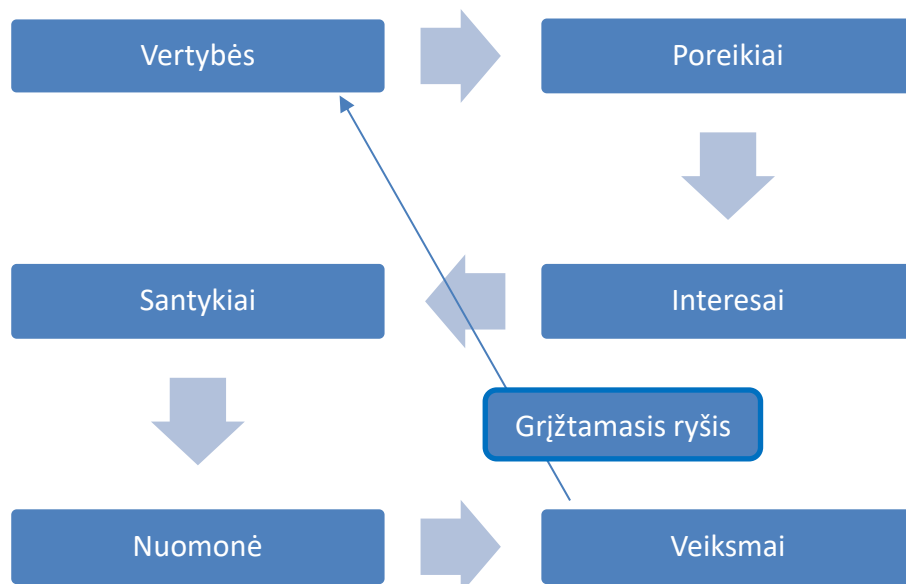 Vertybės
Poreikiai
Interesai
Santykiai
Grįžtamasis ryšis
Nuomonė
Veiksmai